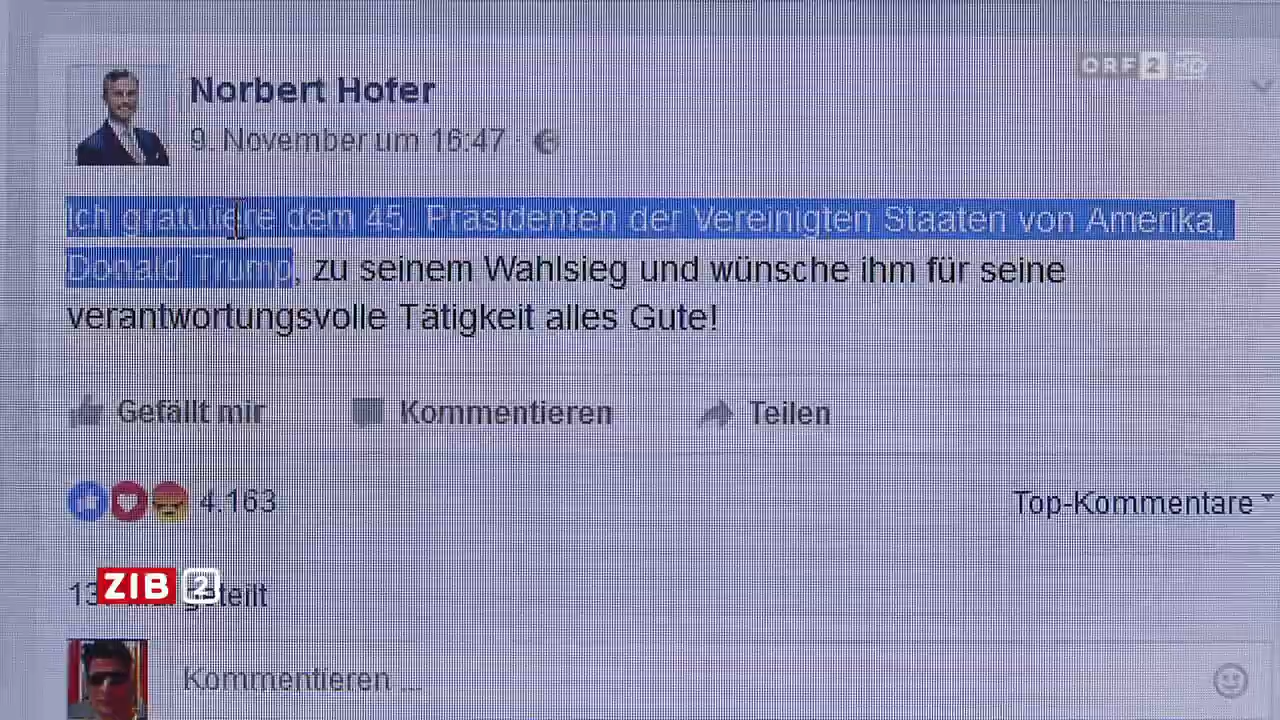 ORF 2 HD
Norbert Hofer
9. November um 16:47 ·
Ich gratuliere dem 45. Präsidenten der Vereinigten Staaten von Amerika,
Donald Trump, zu seinem Wahlsieg und wünsche ihm für seine
verantwortungsvolle Tätigkeit alles Gute!
Gefällt mir Kommentieren Teilen
4.163 Top-Kommentare
ZIB 2
Kommentieren ...